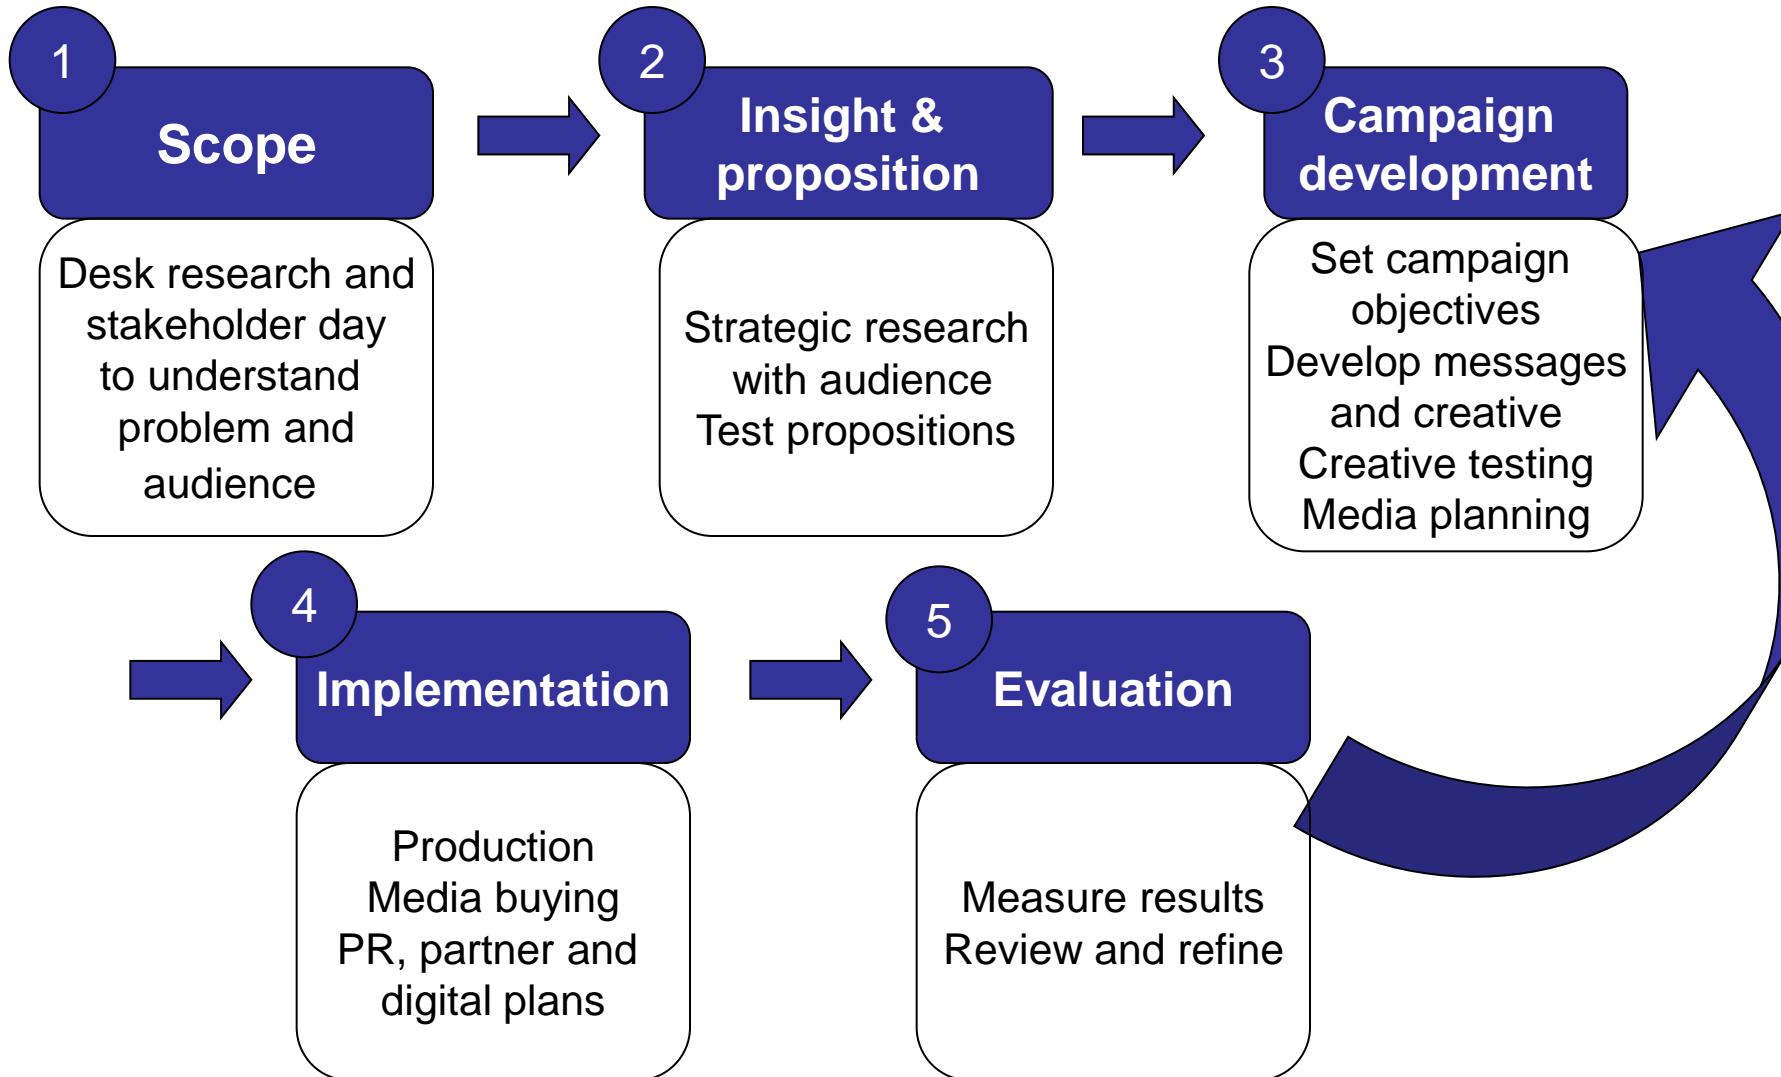 1
Scope
Desk research and
stakeholder day
to understand
problem and
audience
2
Insight &
proposition
Strategic research
with audience
Test propositions
3
Campaign
development
Set campaign
objectives
Develop messages
and creative
Creative testing
Media planning
4
Implementation
Production
Media buying
PR, partner and
digital plans
5
Evaluation
Measure results
Review and refine